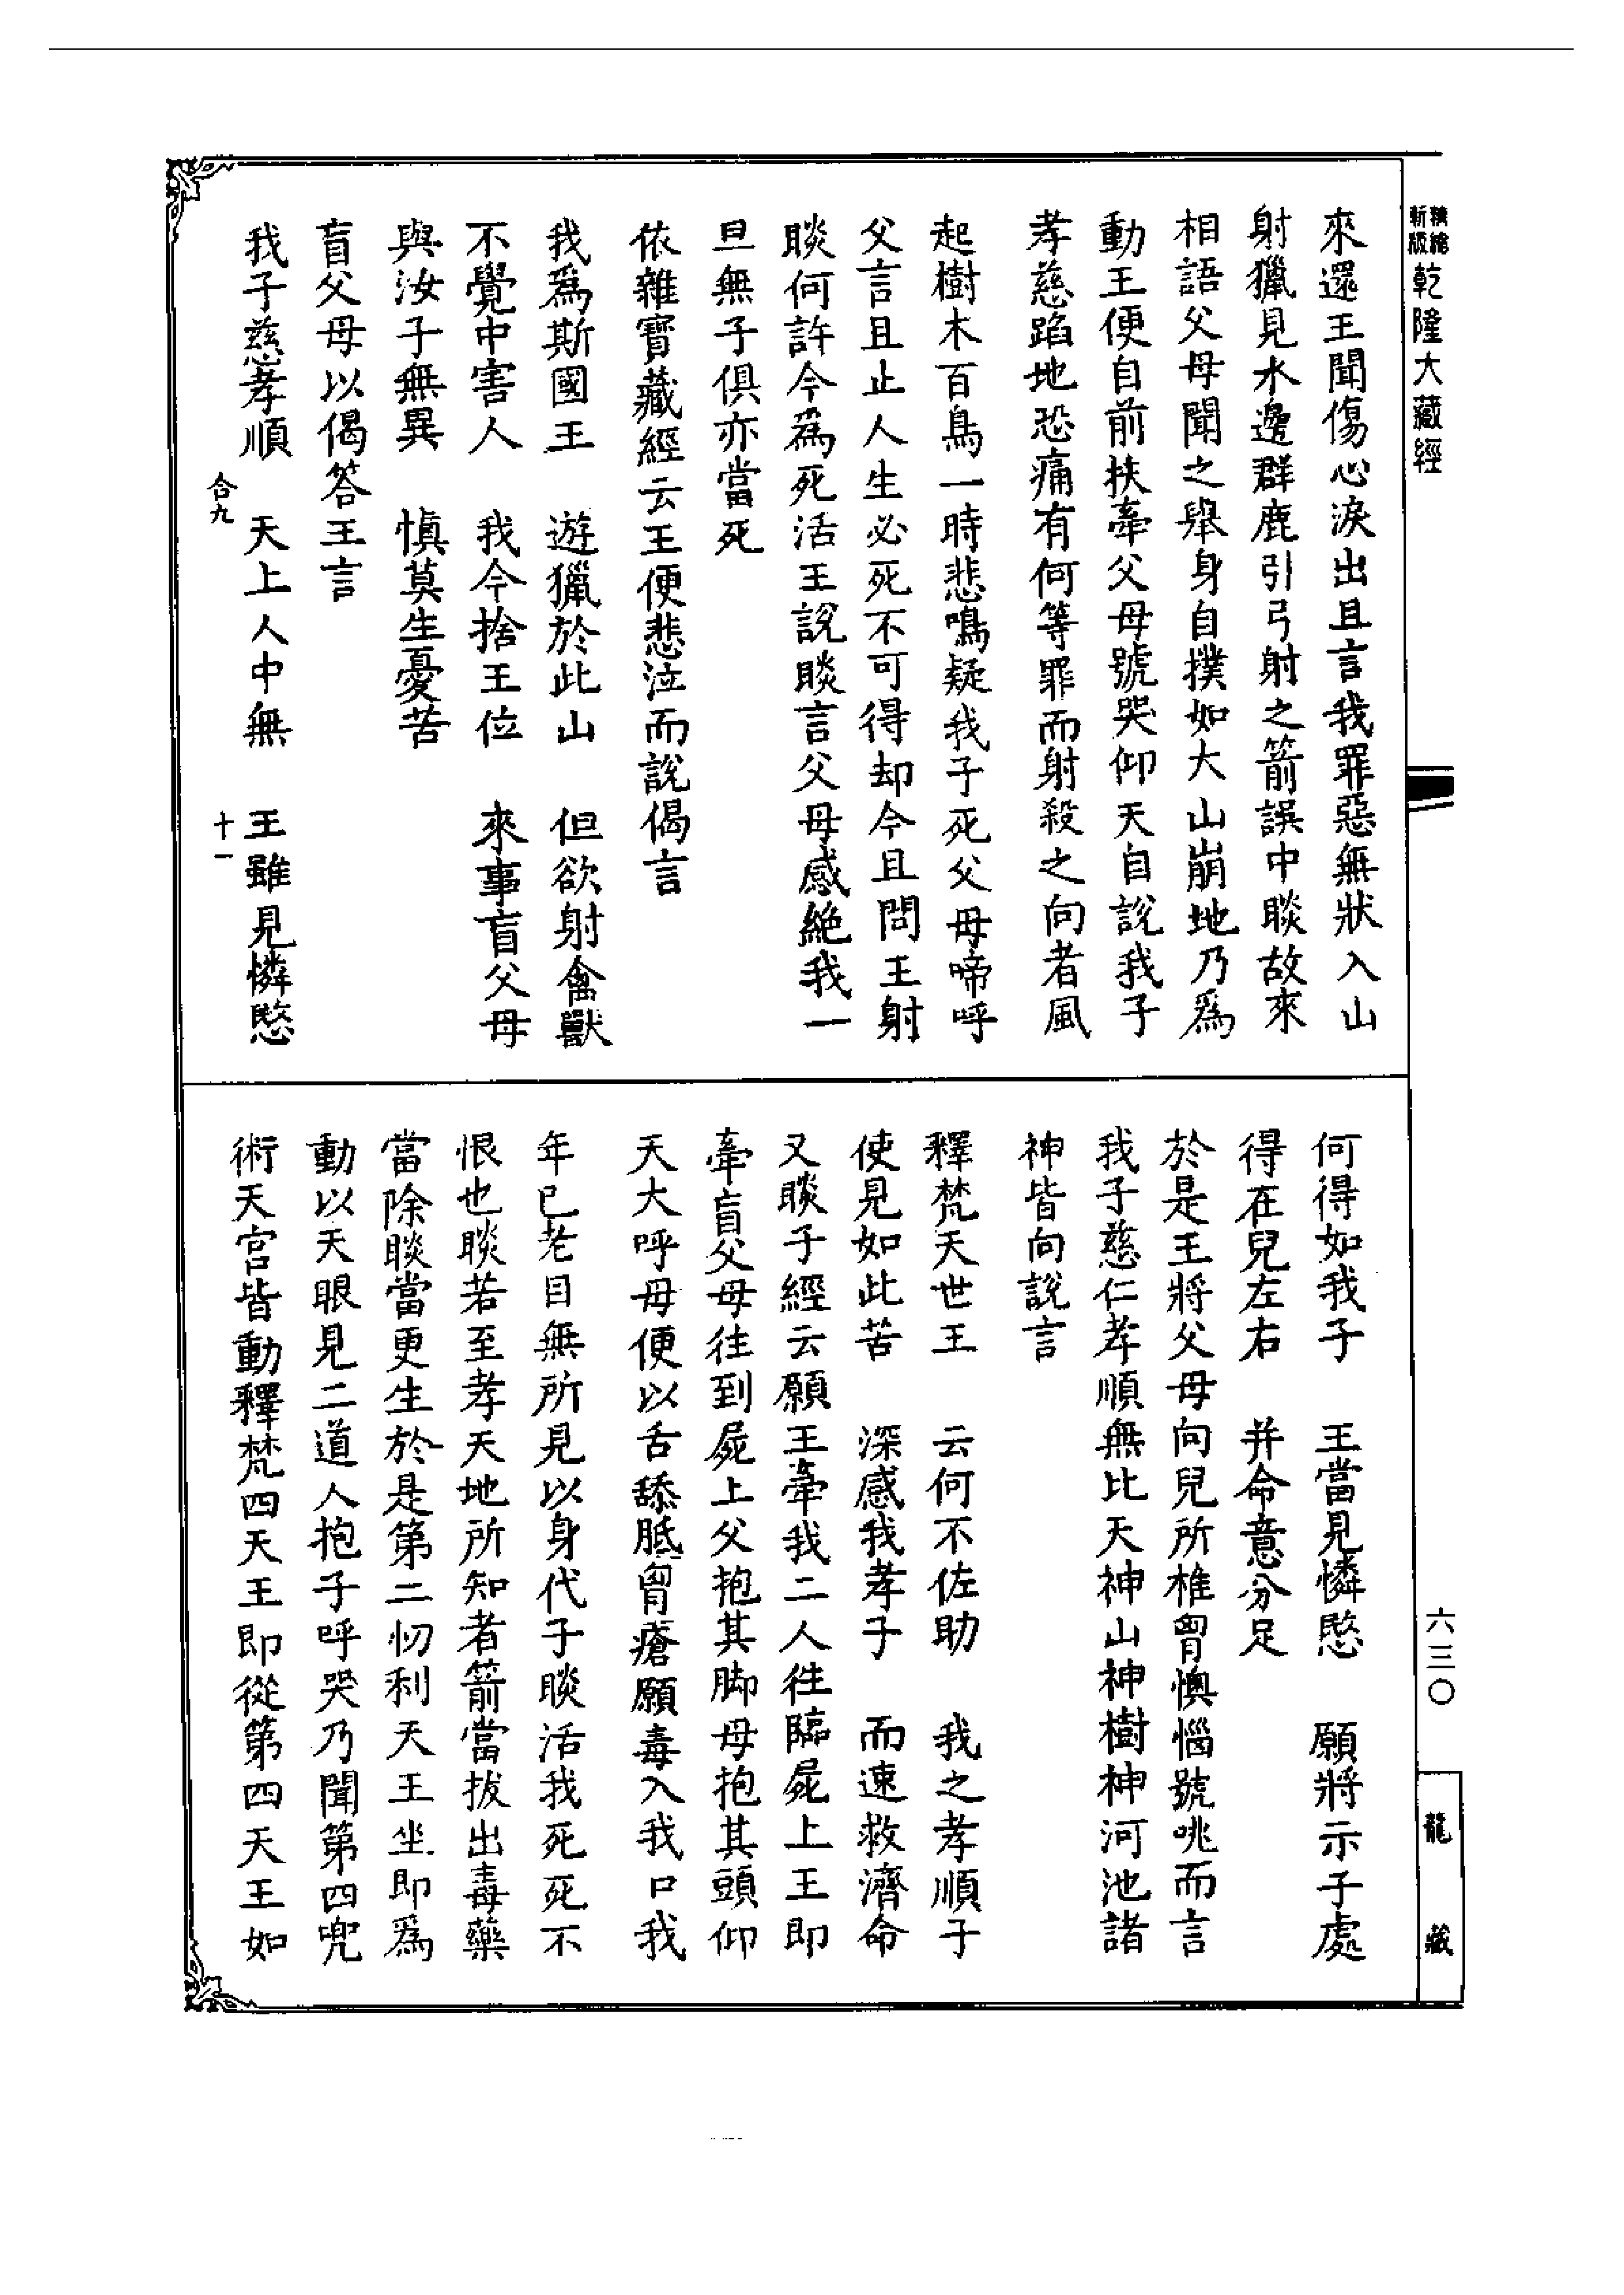 精縮新版 乾隆大藏經
來還王聞傷心淚出且言我罪惡無狀入山
射獵見水邊群鹿引弓射之箭誤中睒故來
相語父母聞之舉身自撲如大山崩地乃爲
動王便自前扶牽父母號哭仰天自說我子
孝慈蹈地恐痛有何等罪而射殺之向者風
起樹木百鳥一時悲鳴疑我子死父母啼呼
父言且止人生必死不可得却今且問王射
睒何許今爲死活王說睒言父母感絶我一
旦無子俱亦當死
依雜寶藏經云王便悲泣而說偈言
我爲斯國王　遊獵於此山　但欲射禽獸
不覺中害人　我今捨王位　來事盲父母
與汝子無異　慎莫生憂苦
盲父母以偈答王言
我子慈孝順　天上人中無　王雖見憐愍
合九　十一
何得如我子　王當見憐愍　願將示子處
得在兒左右　并命意分足
於是王將父母向兒所椎胷懊惱號咷而言
我子慈仁孝順無比天神山神樹神河池諸
神皆向說言
釋梵天世王　云何不佐助　我之孝順子
使見如此苦　深感我孝子　而速救濟命
又睒子經云願王牽我二人往臨屍上王即
牽盲父母往到屍上父抱其脚母抱其頭仰
天大呼母便以舌舔胝胷瘡願毒入我口我
年已老目無所見以身代子睒活我死死不
恨也睒若至孝天地所知者箭當拔出毒藥
當除睒當更生於是第二忉利天王坐即爲
動以天眼見二道人抱子呼哭乃聞第四兜
術天宮皆動釋梵四天王即從第四天王如
六三〇
龍藏